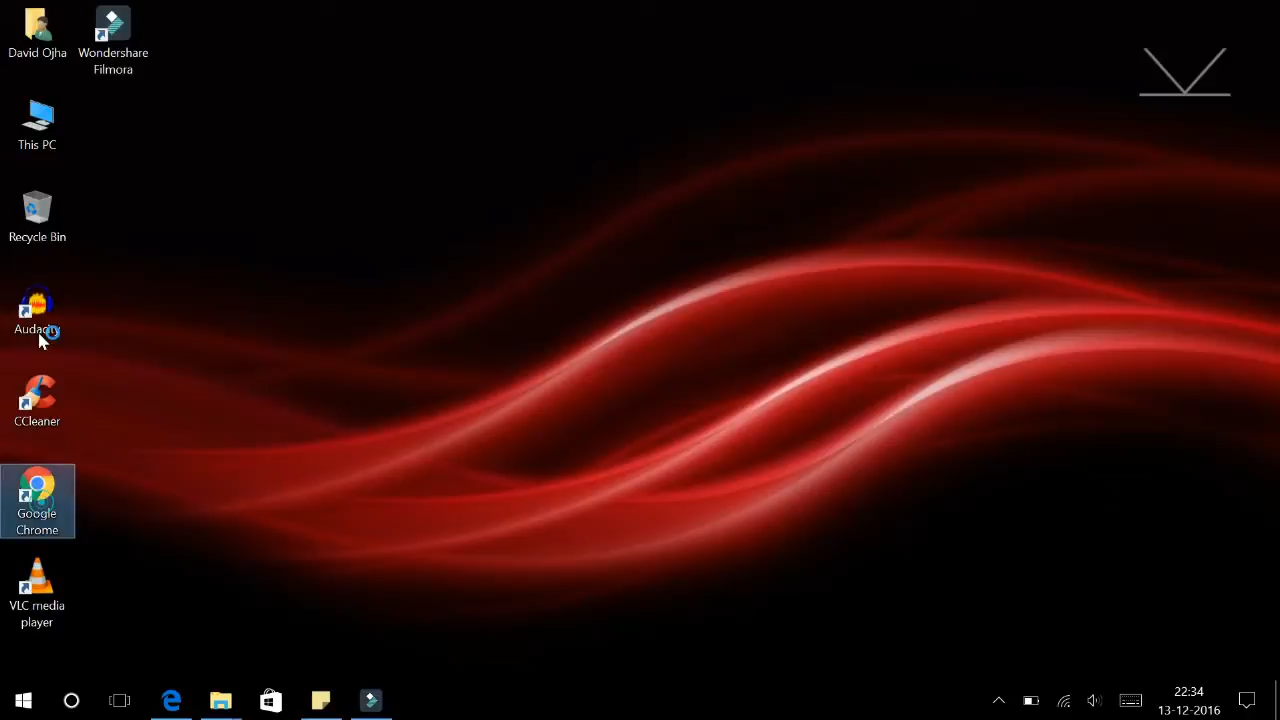 David Ojha
Wondershare
Filmora
This PC
Recycle Bin
Audacity
CCleaner
Google
Chrome
VLC media
player
22:34
13-12-2016